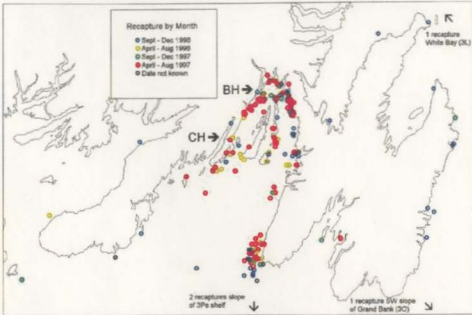 Recapture by Month
Sept - Dec 1995
April - Aug 1996
Sept - Dec 1996
April - Aug 1997
Date not known
1 recapture
White Bay (3L)
BH
CH
2 recaptures slope
of 3Ps shelf
1 recapture SW slope
of Grand Bank (3O)